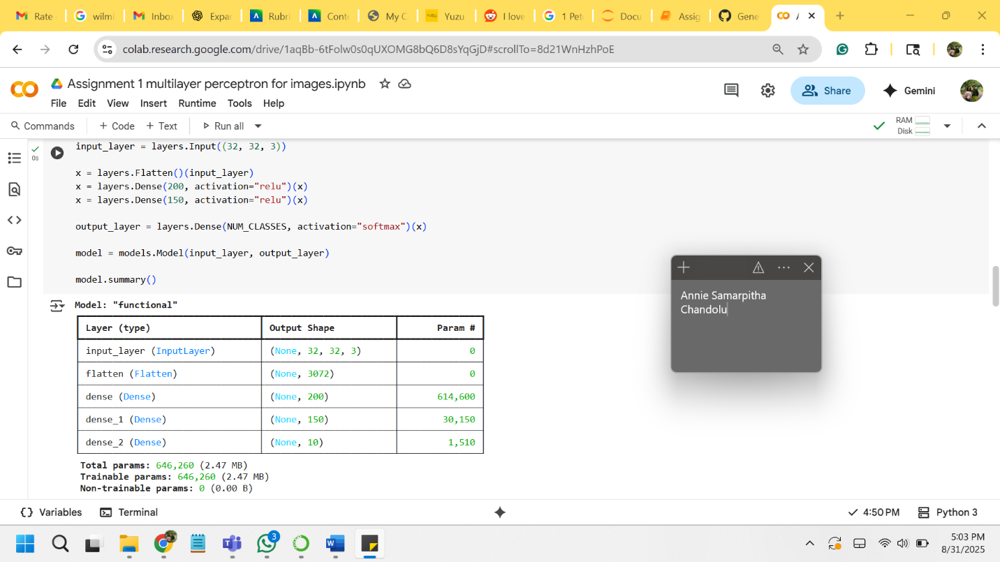 Rate
wilmi
Inbox
Expan
Rubri
Conte
My C
Yuzu
I love
1 Pet
Docu
Assig
Gene
colab.research.google.com/drive/1aqBb-6tFolw0s0qUXOMG8bQ6D8sYqGjD#scrollTo=8d21WnHzhPoE
Assignment 1 multilayer perceptron for images.ipynb
File Edit View Insert Runtime Tools Help
Share
Gemini
Commands + Code + Text Run all
RAM
Disk
0s
input_layer = layers.Input((32, 32, 3))
x = layers.Flatten()(input_layer)
x = layers.Dense(200, activation="relu")(x)
x = layers.Dense(150, activation="relu")(x)
output_layer = layers.Dense(NUM_CLASSES, activation="softmax")(x)
model = models.Model(input_layer, output_layer)
model.summary()
Annie Samarpitha
Chandolu
Model: "functional"
Layer (type) Output Shape Param #
input_layer (InputLayer) (None, 32, 32, 3) 0
flatten (Flatten) (None, 3072) 0
dense (Dense) (None, 200) 614,600
dense_1 (Dense) (None, 150) 30,150
dense_2 (Dense) (None, 10) 1,510
Total params: 646,260 (2.47 MB)
Trainable params: 646,260 (2.47 MB)
Non-trainable params: 0 (0.00 B)
Variables Terminal
4:50 PM Python 3
3
5:03 PM
8/31/2025